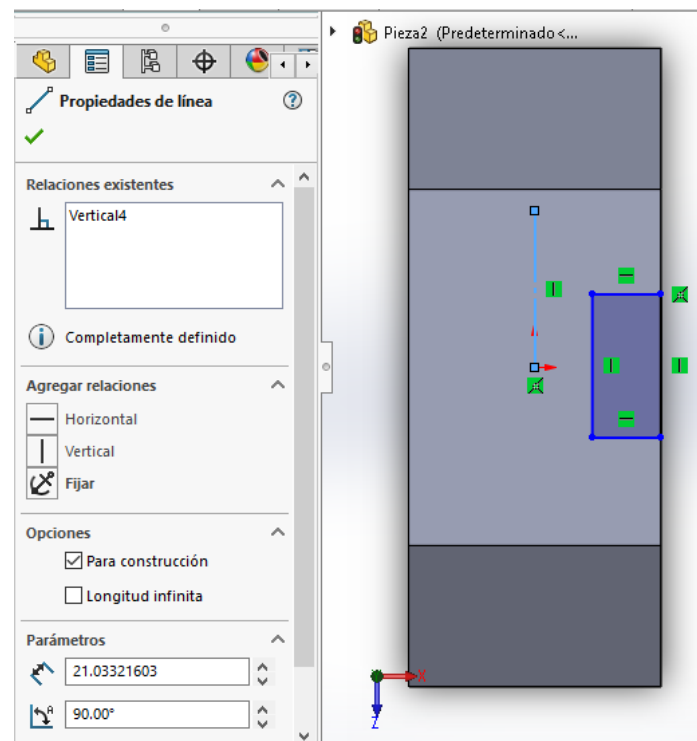 Pieza2 (Predeterminado<...
Propiedades de línea
Relaciones existentes
Vertical4
Completamente definido
Agregar relaciones
Horizontal
Vertical
Fijar
Opciones
Para construcción
Longitud infinita
Parámetros
21.03321603
90.00°
X
Z